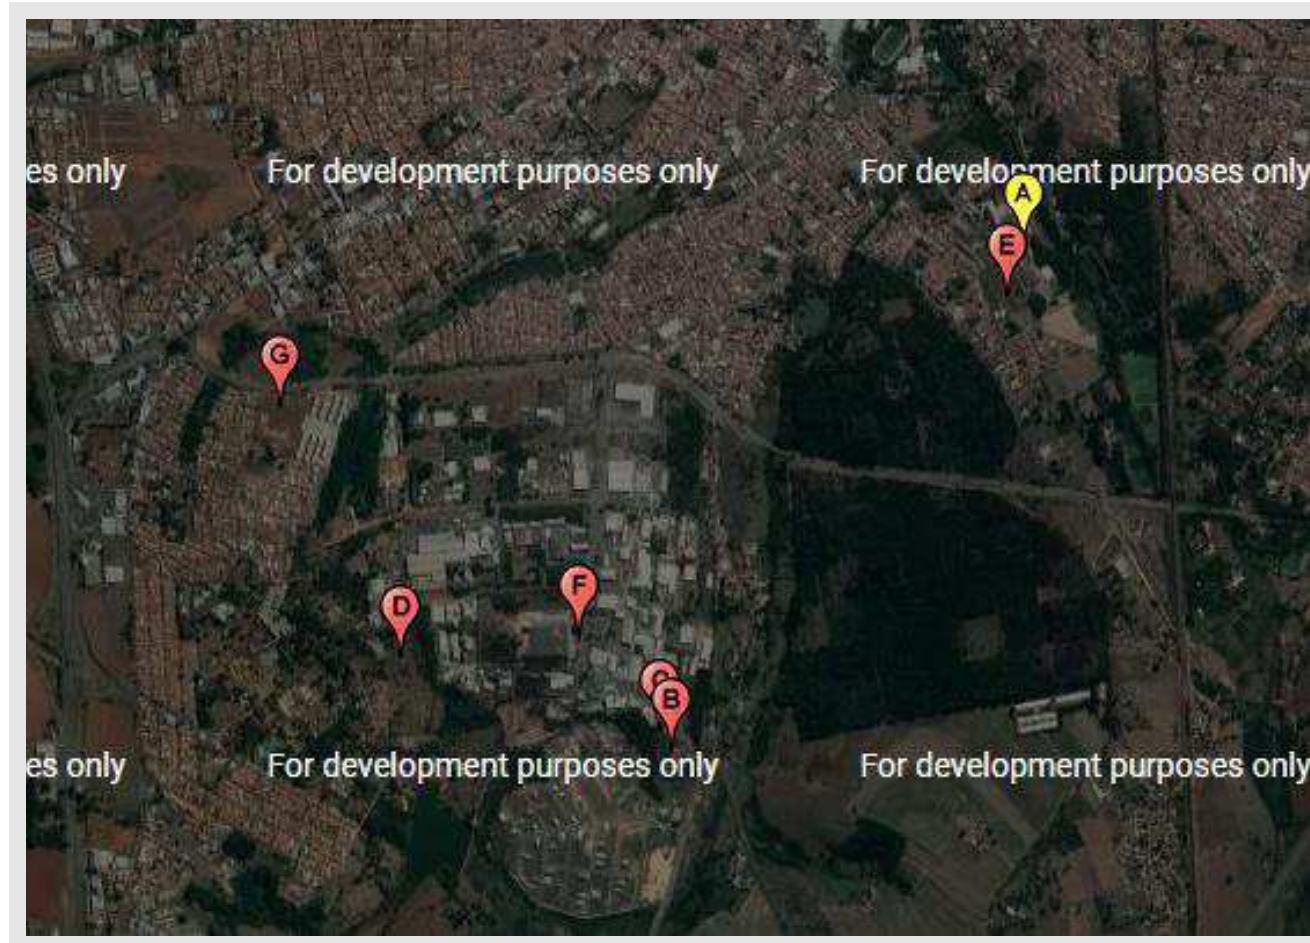 es only For development purposes only For development purposes only
A
E
G
F
D
C
B
es only For development purposes only For development purposes only